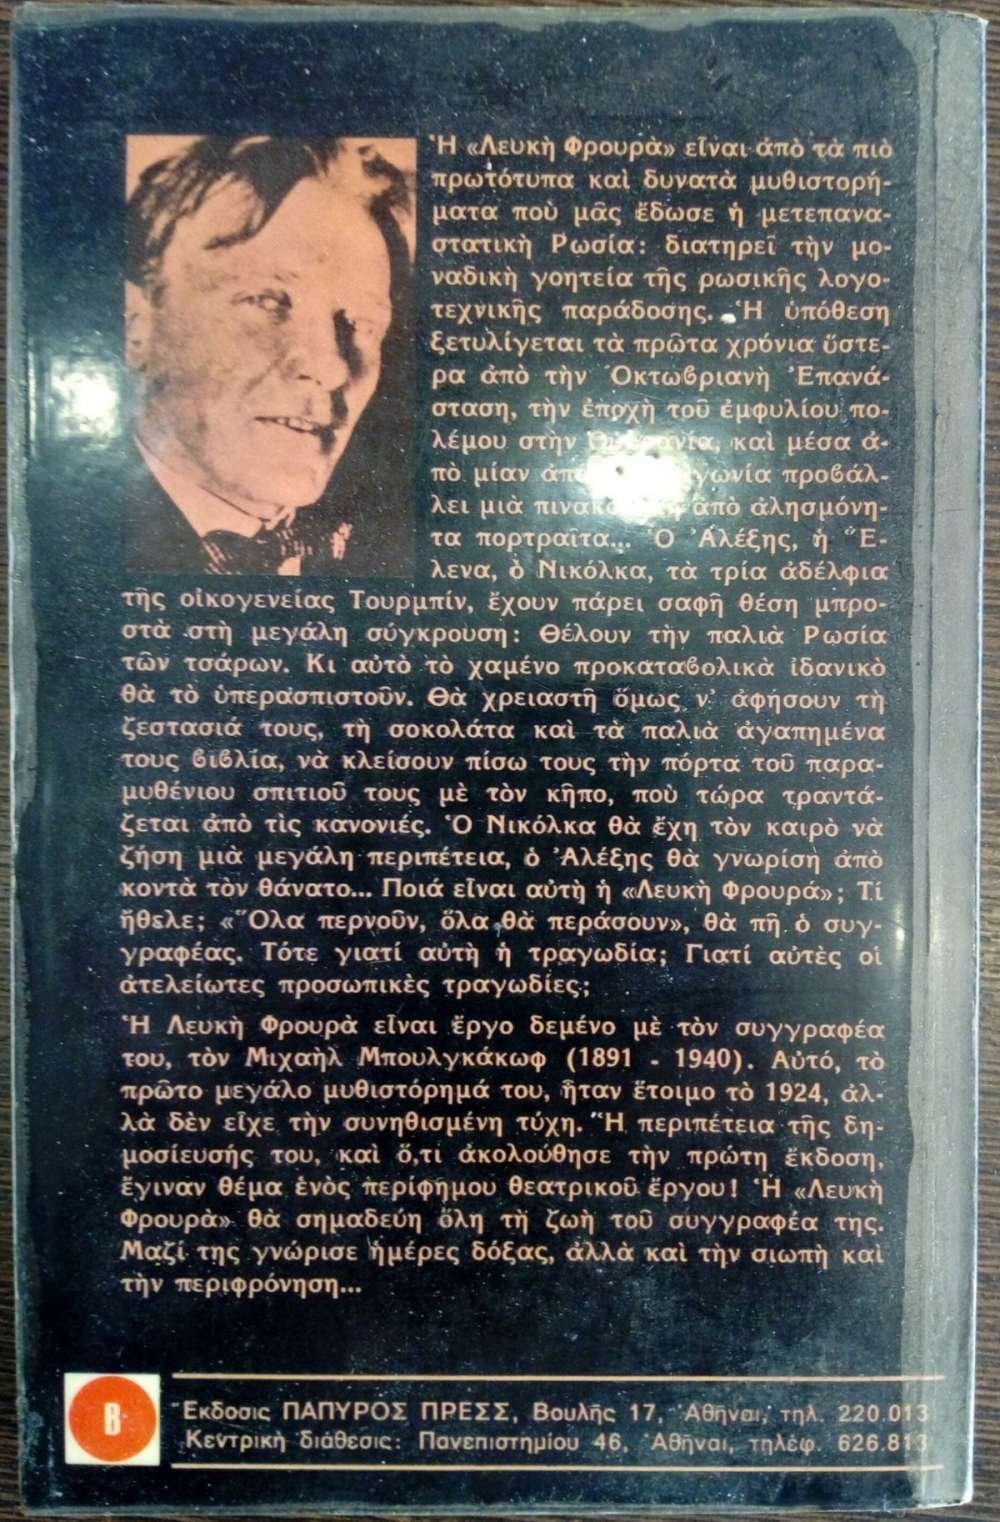 Ἡ «Λευκὴ Φρουρὰ» εἶναι ἀπὸ τὰ πιὸ
πρωτότυπα καὶ δυνατὰ μυθιστορή-
ματα ποὺ μᾶς ἔδωσε ἡ μετεπανα-
στατικὴ Ρωσία: διατηρεῖ τὴν μο-
ναδικὴ γοητεία τῆς ρωσικῆς λογο-
τεχνικῆς παράδοσης. Ἡ ὑπόθεση
ξετυλίγεται τὰ πρῶτα χρόνια ὕστε-
ρα ἀπὸ τὴν Ὀκτωβριανὴ Ἐπανά-
σταση, τὴν ἐποχὴ τοῦ ἐμφυλίου πο-
λέμου στὴν καὶ μέσα ἀ-
πὸ μίαν προβάλ-
λει μιὰ ἀπὸ ἀλησμόνη-
τα πορτραῖτα... Ὁ Ἀλέξης, ἡ Ἕ-
λενα, ὁ Νικόλκα, τὰ τρία ἀδέλφια
τῆς οἰκογενείας Τουρμπίν, ἔχουν πάρει σαφῆ θέση μπρο-
στὰ στὴ μεγάλη σύγκρουση: Θέλουν τὴν παλιὰ Ρωσία
τῶν τσάρων. Κι αὐτὸ τὸ χαμένο προκαταβολικὰ ἰδανικὸ
θὰ τὸ ὑπερασπιστοῦν. Θὰ χρειαστῆ ὅμως ν' ἀφήσουν τὴ
ζεστασιά τους, τὴ σοκολάτα καὶ τὰ παλιὰ ἀγαπημένα
τους βιβλία, νὰ κλείσουν πίσω τους τὴν πόρτα τοῦ παρα-
μυθένιου σπιτιοῦ τους μὲ τὸν κῆπο, ποὺ τώρα τραντά-
ζεται ἀπὸ τὶς κανονιές. Ὁ Νικόλκα θὰ ἔχη τὸν καιρὸ νὰ
ζήση μιὰ μεγάλη περιπέτεια, ὁ Ἀλέξης θὰ γνωρίση ἀπὸ
κοντὰ τὸν θάνατο... Ποιά εἶναι αὐτὴ ἡ «Λευκὴ Φρουρά»; Τί
ἤθελε; «Ὅλα περνοῦν, ὅλα θὰ περάσουν», θὰ πῆ ὁ συγ-
γραφέας. Τότε γιατί αὐτὴ ἡ τραγωδία; Γιατί αὐτὲς οἱ
ἀτελείωτες προσωπικὲς τραγωδίες;
Ἡ Λευκὴ Φρουρὰ εἶναι ἔργο δεμένο μὲ τὸν συγγραφέα
του, τὸν Μιχαὴλ Μπουλγκάκωφ (1891 - 1940). Αὐτό, τὸ
πρῶτο μεγάλο μυθιστόρημά του, ἦταν ἕτοιμο τὸ 1924, ἀλ-
λὰ δὲν εἶχε τὴν συνηθισμένη τύχη. Ἡ περιπέτεια τῆς δη-
μοσίευσής του, καὶ ὅ,τι ἀκολούθησε τὴν πρώτη ἔκδοση,
ἔγιναν θέμα ἑνὸς περίφημου θεατρικοῦ ἔργου! Ἡ «Λευκὴ
Φρουρὰ» θὰ σημαδεύη ὅλη τὴ ζωὴ τοῦ συγγραφέα της.
Μαζί της γνώρισε ἡμέρες δόξας, ἀλλὰ καὶ τὴν σιωπὴ καὶ
τὴν περιφρόνηση...
Β
Ἔκδοσις ΠΑΠΥΡΟΣ ΠΡΕΣΣ, Βουλῆς 17, Ἀθῆναι, τηλ. 220.013
Κεντρικὴ διάθεσις: Πανεπιστημίου 46, Ἀθῆναι, τηλέφ. 626.813